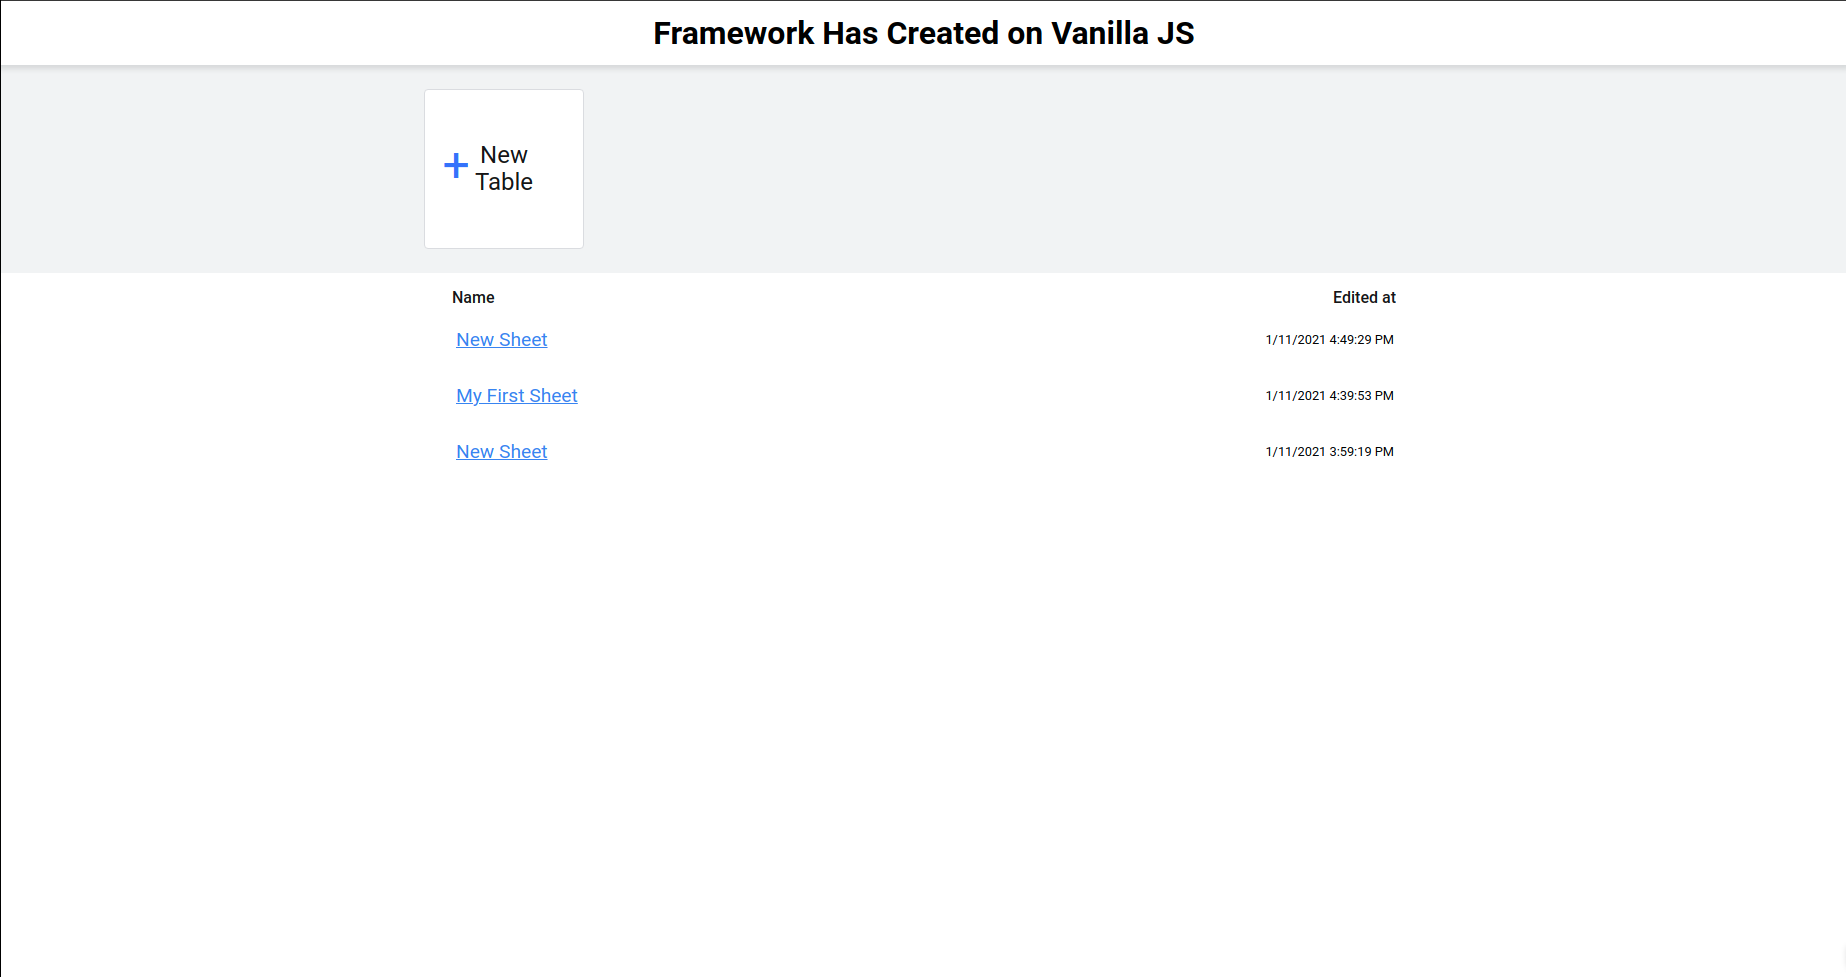 Framework Has Created on Vanilla JS
+ New
Table
Name Edited at
New Sheet 1/11/2021 4:49:29 PM
My First Sheet 1/11/2021 4:39:53 PM
New Sheet 1/11/2021 3:59:19 PM